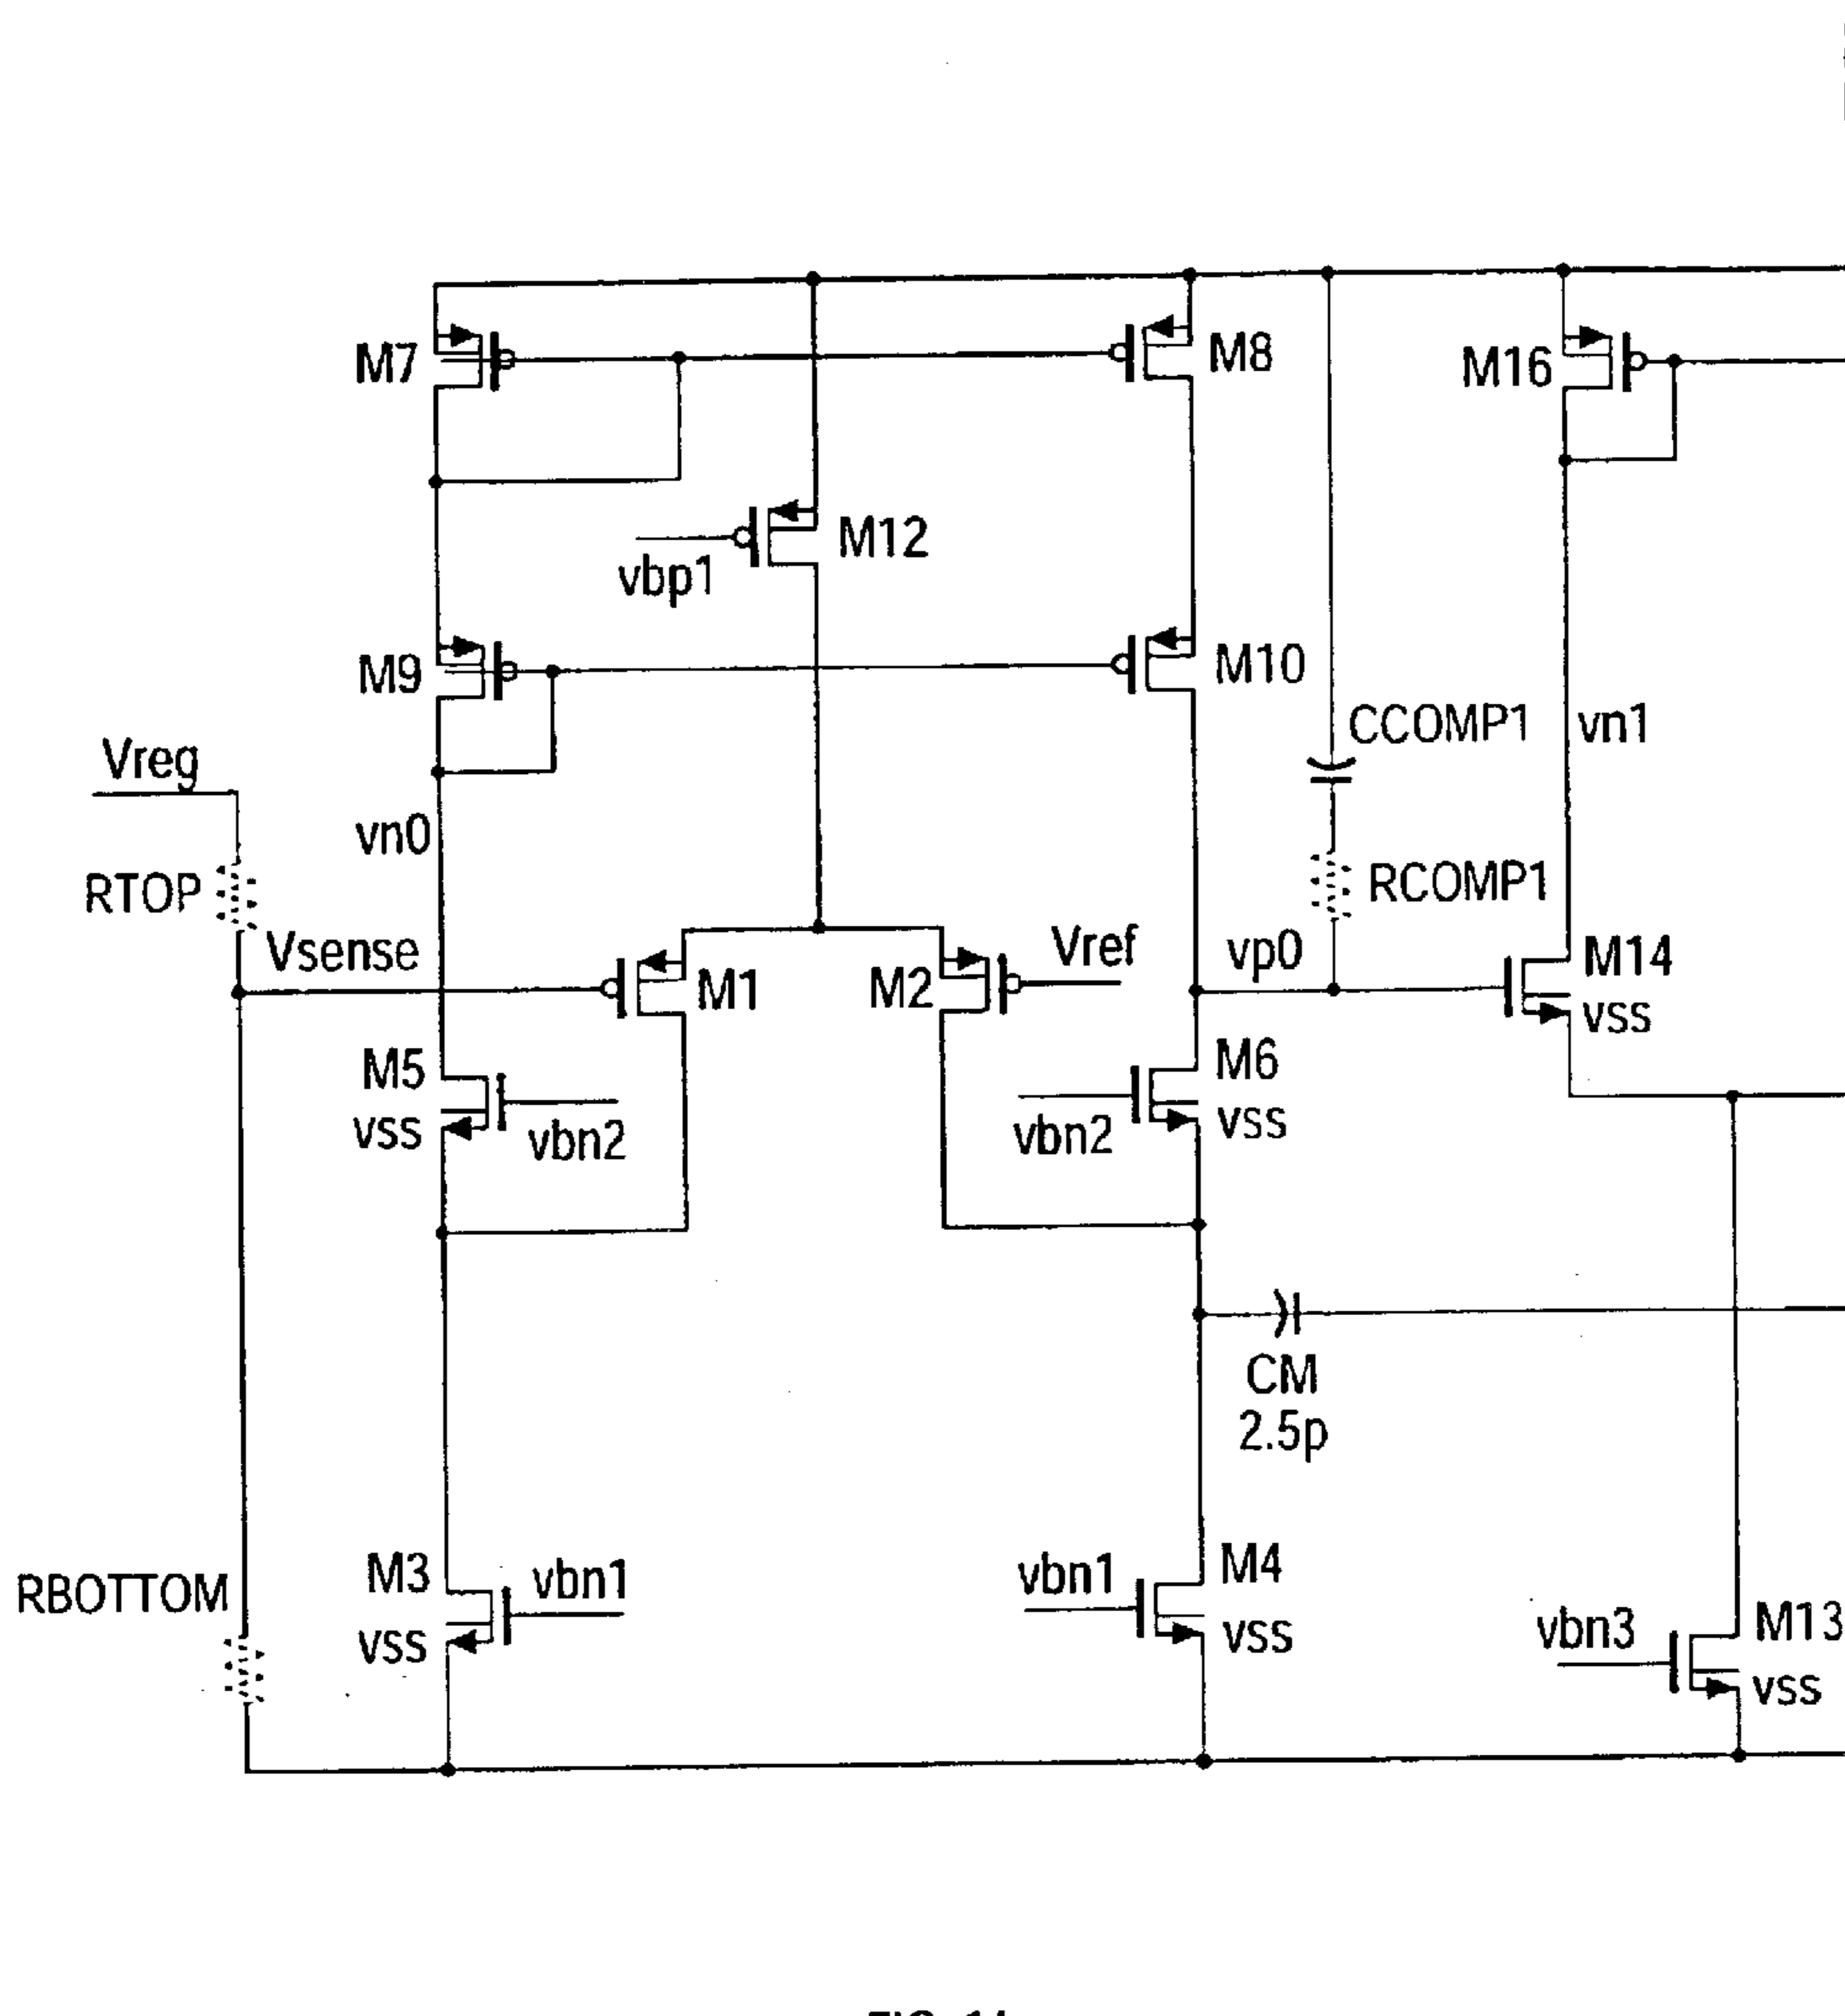 M7
M8
M16
M12
vbp1
M9
M10
CCOMP1
vn1
Vreg
vn0
RTOP
RCOMP1
Vsense
Vref
vp0
M14
vss
M1
M2
M5
vss
vbn2
M6
vss
vbn2
CM
2.5p
M3
vss
vbn1
vbn1
M4
vss
RBOTTOM
vbn3
M13
vss